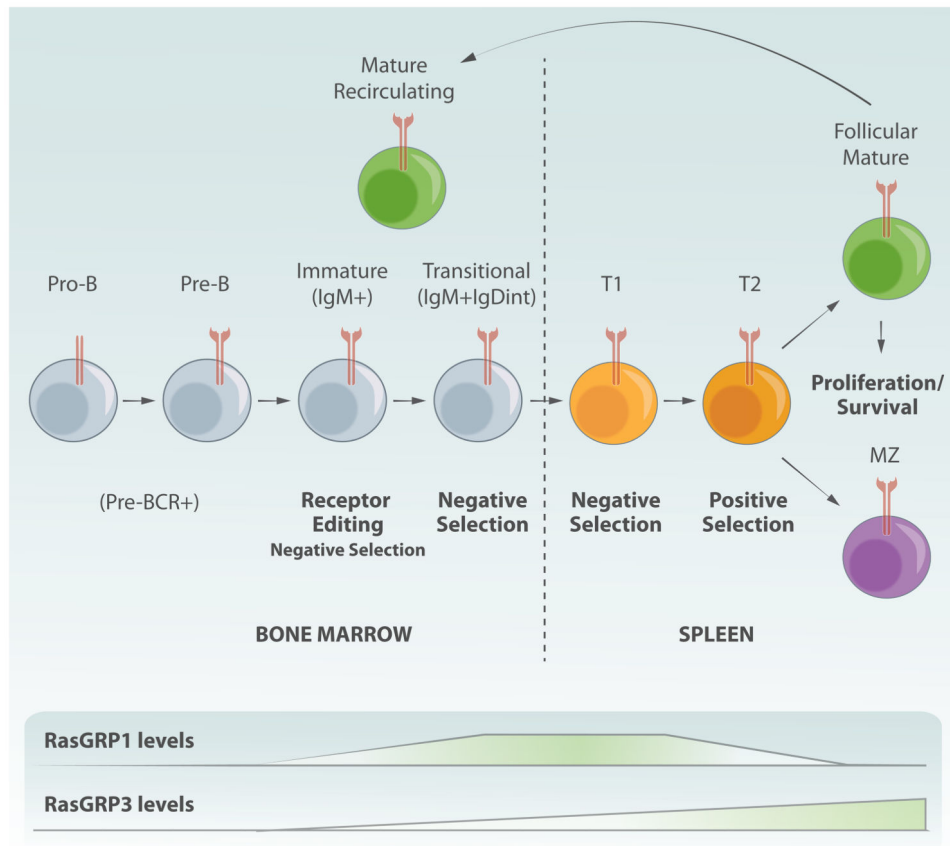 Mature
Recirculating
Follicular
Mature
Pro-B
Pre-B
Immature
(IgM+)
Transitional
(IgM+IgDint)
T1
T2
Proliferation/
Survival
MZ
(Pre-BCR+)
Receptor
Editing
Negative Selection
Negative
Selection
Negative
Selection
Positive
Selection
BONE MARROW
SPLEEN
RasGRP1 levels
RasGRP3 levels